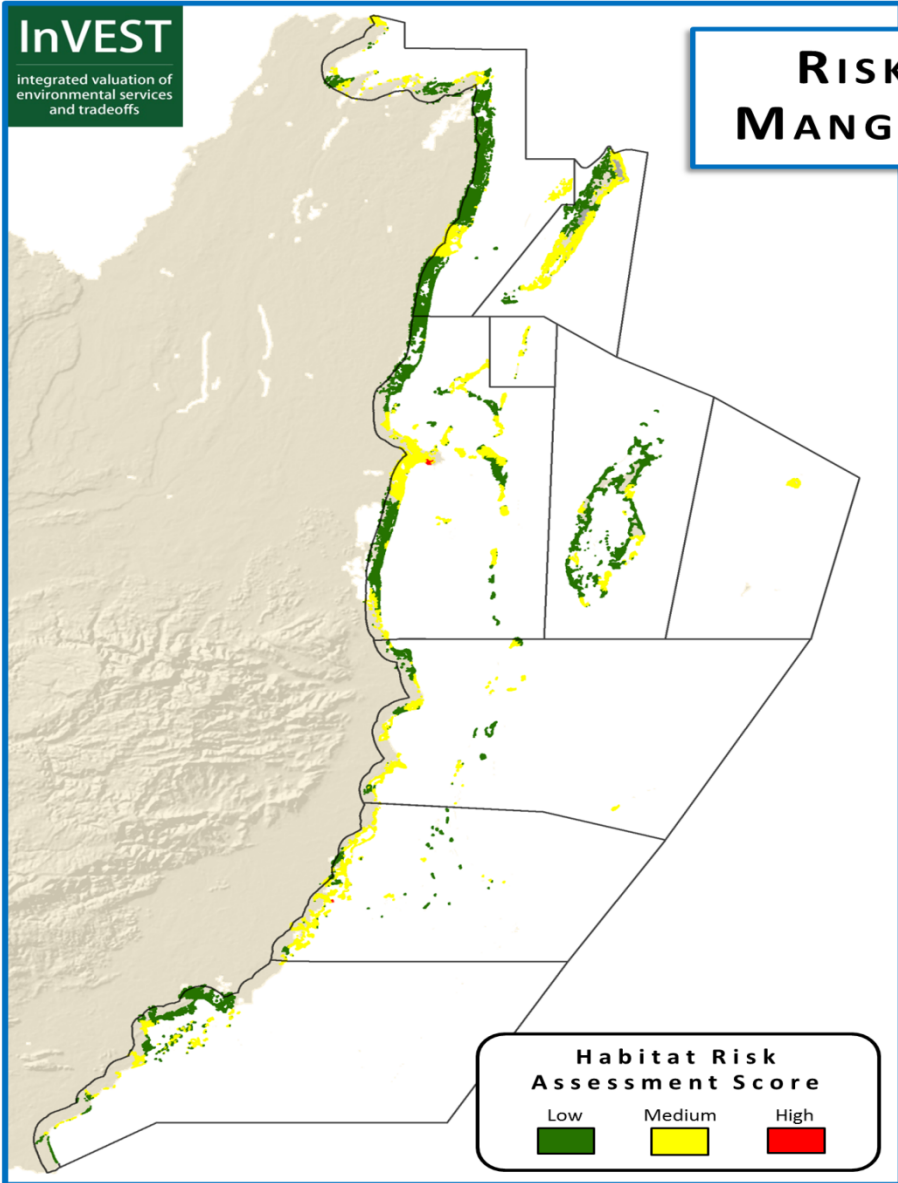 InVEST
integrated valuation of
environmental services
and tradeoffs
RISK
MANG
Habitat Risk
Assessment Score
Low Medium High